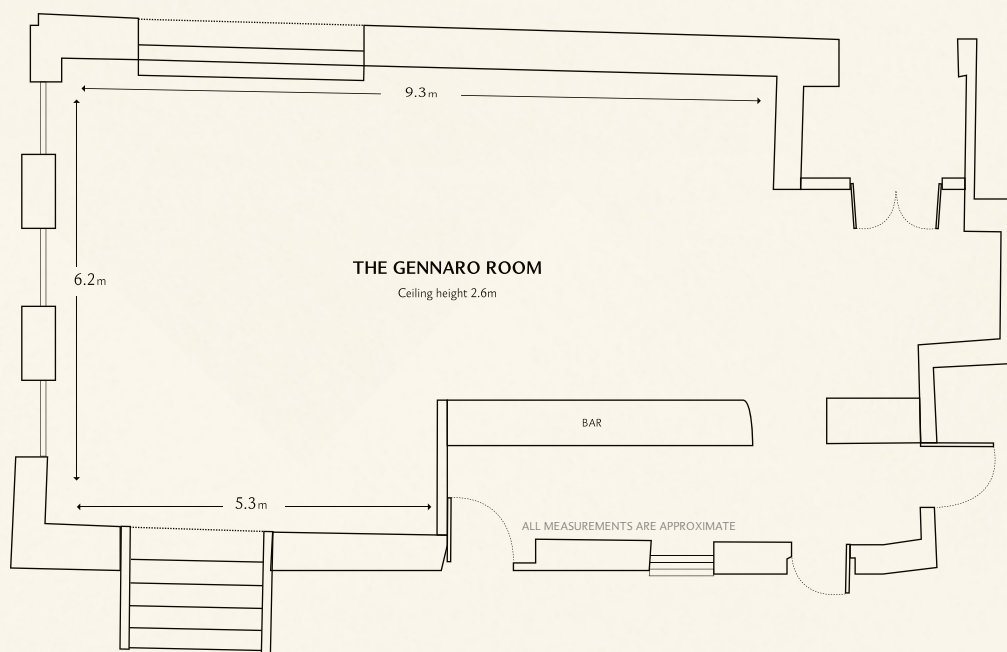 9.3m
6.2m
THE GENNARO ROOM
Ceiling height 2.6m
BAR
5.3m
ALL MEASUREMENTS ARE APPROXIMATE